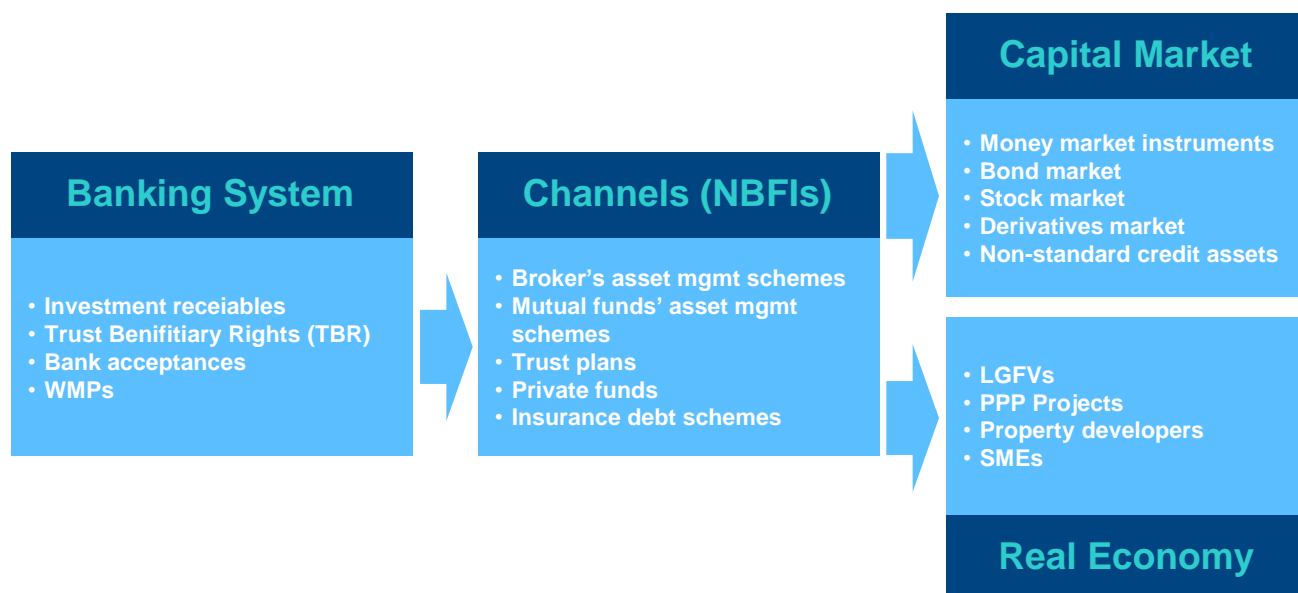 Banking System
• Investment receiables
• Trust Benifitiary Rights (TBR)
• Bank acceptances
• WMPs
Channels (NBFIs)
• Broker’s asset mgmt schemes
• Mutual funds’ asset mgmt
schemes
• Trust plans
• Private funds
• Insurance debt schemes
Capital Market
• Money market instruments
• Bond market
• Stock market
• Derivatives market
• Non-standard credit assets
• LGFVs
• PPP Projects
• Property developers
• SMEs
Real Economy